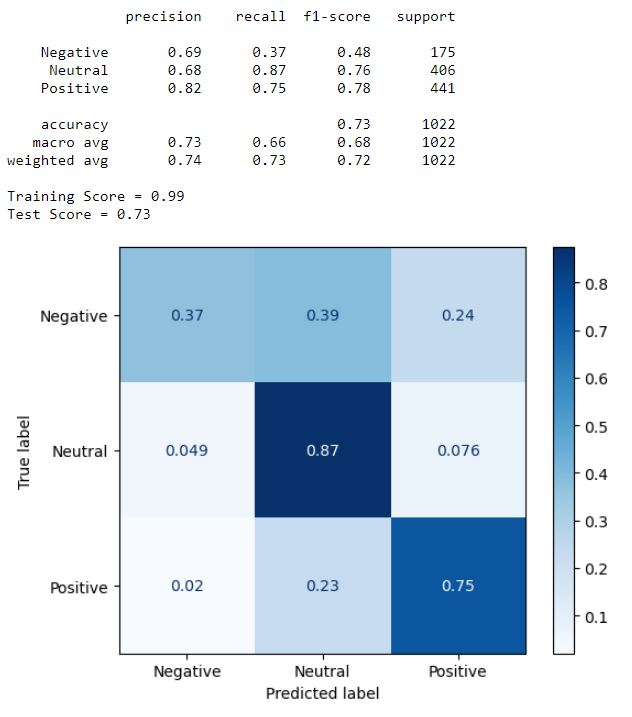 precision recall f1-score support
Negative 0.69 0.37 0.48 175
Neutral 0.68 0.87 0.76 406
Positive 0.82 0.75 0.78 441
accuracy 0.73 1022
macro avg 0.73 0.66 0.68 1022
weighted avg 0.74 0.73 0.72 1022
Training Score = 0.99
Test Score = 0.73
True label
Negative 0.37 0.39 0.24
Neutral 0.049 0.87 0.076
Positive 0.02 0.23 0.75
Negative Neutral Positive
Predicted label
0.8
0.7
0.6
0.5
0.4
0.3
0.2
0.1